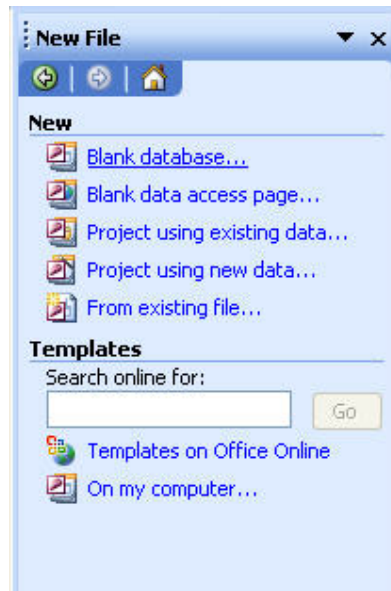 New File
New
Blank database...
Blank data access page...
Project using existing data...
Project using new data...
From existing file...
Templates
Search online for:
Go
Templates on Office Online
On my computer...